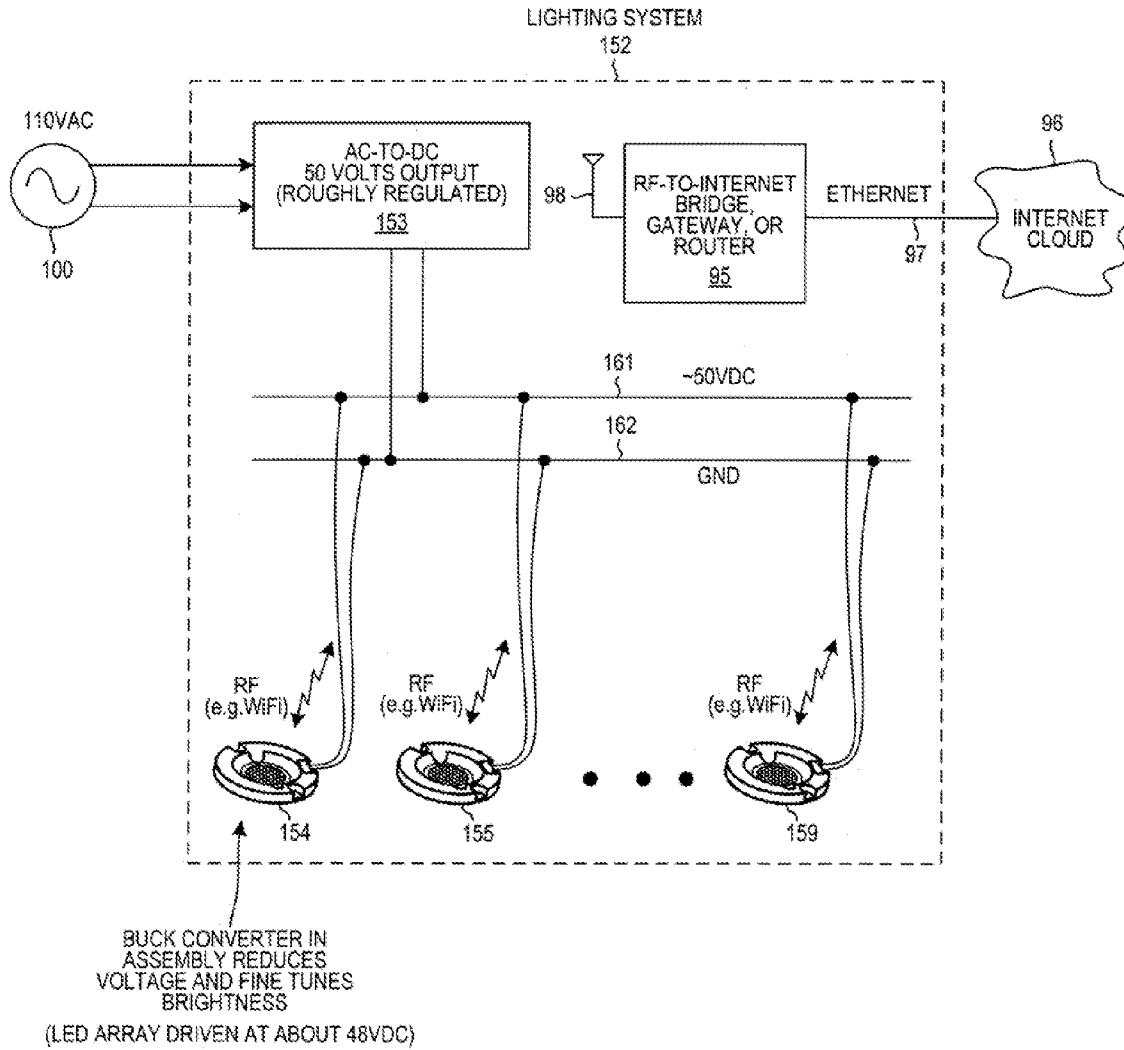 LIGHTING SYSTEM
152
110VAC
100
AC-TO-DC
50 VOLTS OUTPUT
(ROUGHLY REGULATED)
153
98
RF-TO-INTERNET
BRIDGE,
GATEWAY, OR
ROUTER
95
ETHERNET
97
96
INTERNET
CLOUD
161
~50VDC
162
GND
RF
(e.g.WiFi)
RF
(e.g.WiFi)
RF
(e.g.WiFi)
154
155
159
BUCK CONVERTER IN
ASSEMBLY REDUCES
VOLTAGE AND FINE TUNES
BRIGHTNESS
(LED ARRAY DRIVEN AT ABOUT 48VDC)